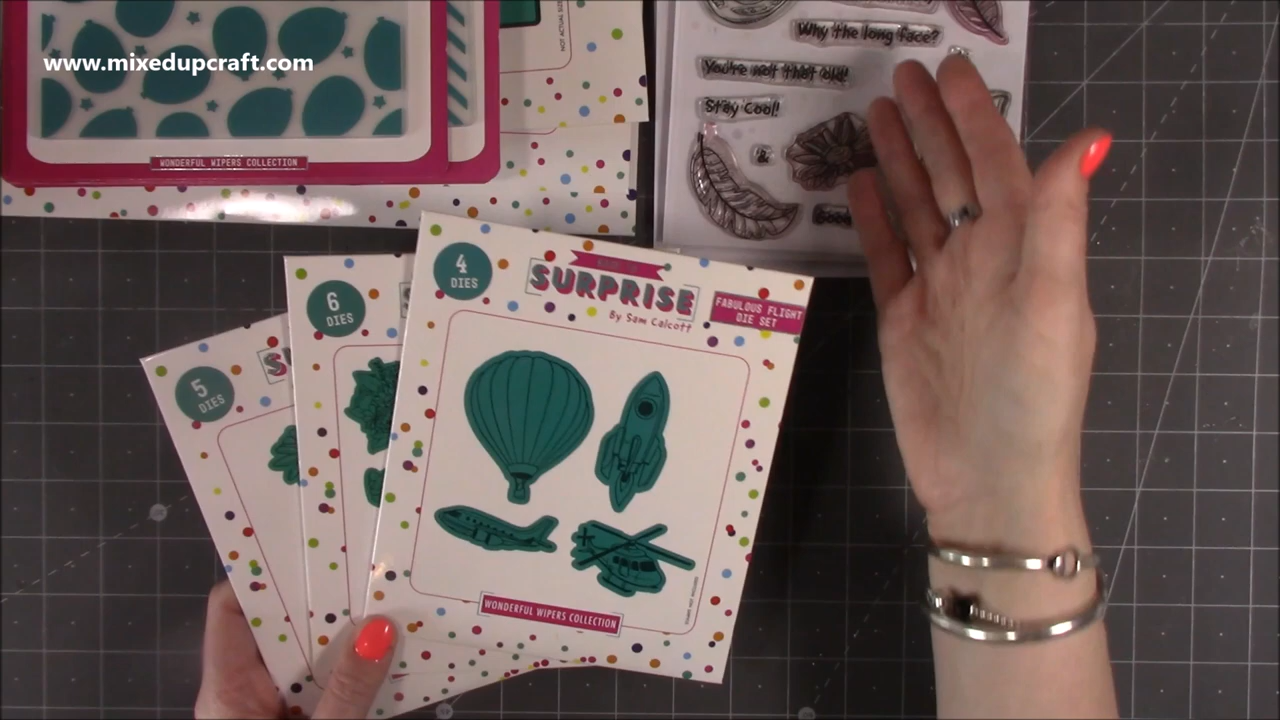 www.mixedupcraft.com
WONDERFUL WIPERS COLLECTION
NOT ACTUAL SIZE
Why the long face?
You're not that old!
Stay Cool!
&
4
DIES
SURPRISE
By Sam Calcott
FABULOUS FLIGHT
DIE SET
WONDERFUL WIPERS COLLECTION
6
DIES
S
5
DIES
SU